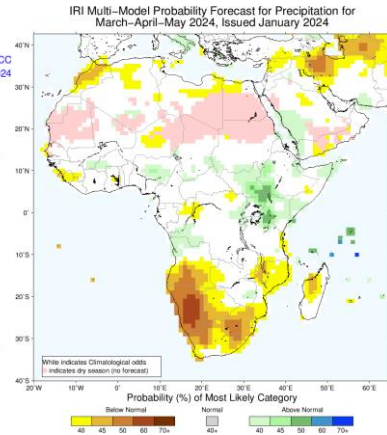 IRI Multi-Model Probability Forecast for Precipitation for
March-April-May 2024, Issued January 2024
CC
024
40°N
30°N
20°N
10°N
0°
10°S
20°S
30°S
40°S
White indicates Climatological odds
indicates dry season (no forecast)
20°W 10°W 0° 10°E 20°E 30°E 40°E 50°E 60°E
Probability (%) of Most Likely Category
Below Normal Normal Above Normal
40 45 50 60 70+ 40+ 40 45 50 60 70+